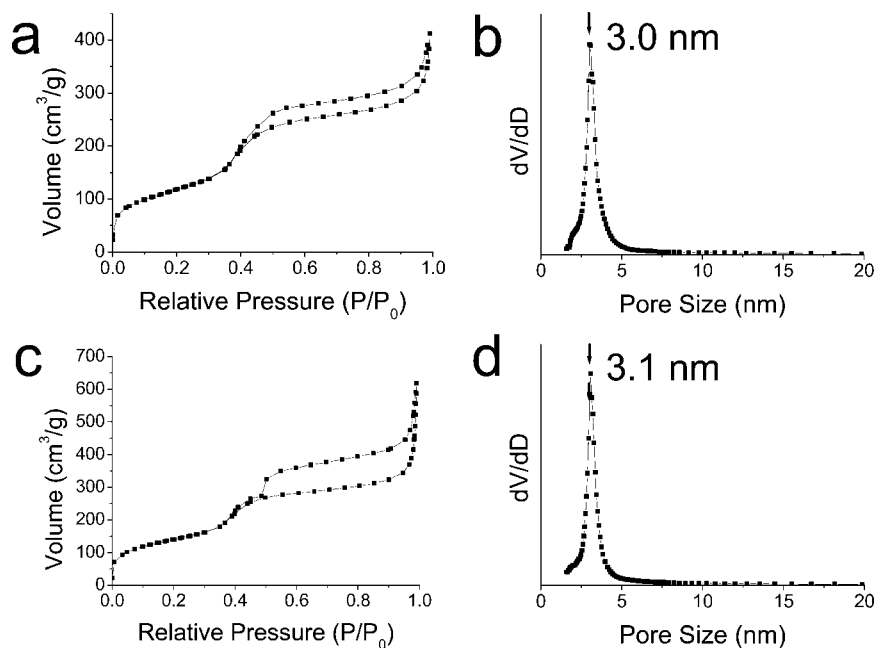 a
Volume (cm³/g)
400
300
200
100
0
0.0 0.2 0.4 0.6 0.8 1.0
Relative Pressure (P/P₀)
b
3.0 nm
dV/dD
0 5 10 15 20
Pore Size (nm)
c
Volume (cm³/g)
700
600
500
400
300
200
100
0
0.0 0.2 0.4 0.6 0.8 1.0
Relative Pressure (P/P₀)
d
3.1 nm
dV/dD
0 5 10 15 20
Pore Size (nm)